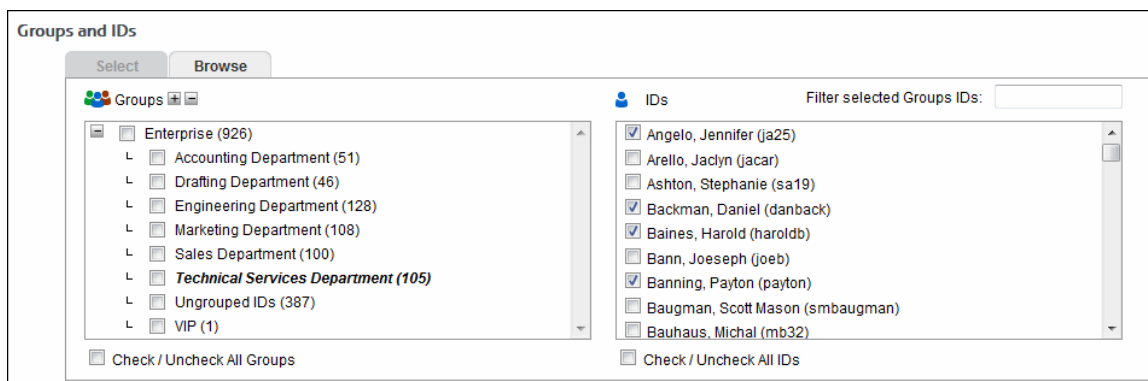 Groups and IDs
Select Browse
Groups
Enterprise (926)
Accounting Department (51)
Drafting Department (46)
Engineering Department (128)
Marketing Department (108)
Sales Department (100)
Technical Services Department (105)
Ungrouped IDs (387)
VIP (1)
Check / Uncheck All Groups
IDs Filter selected Groups IDs:
Angelo, Jennifer (ja25)
Arello, Jaclyn (jacar)
Ashton, Stephanie (sa19)
Backman, Daniel (danback)
Baines, Harold (haroldb)
Bann, Joeseph (joeb)
Banning, Payton (payton)
Baugman, Scott Mason (smbaugman)
Bauhaus, Michal (mb32)
Check / Uncheck All IDs